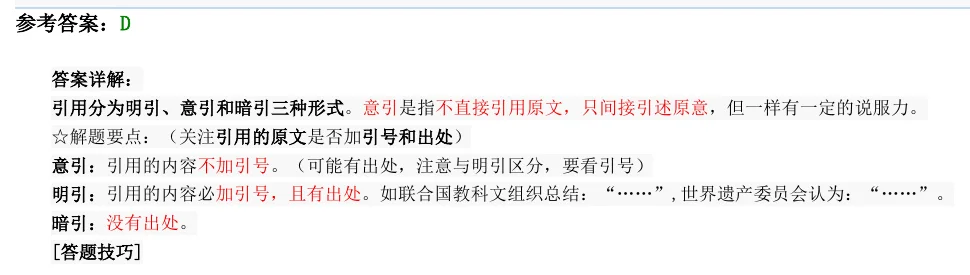 参考答案：D
答案详解：
引用分为明引、意引和暗引三种形式。意引是指不直接引用原文，只间接引述原意，但一样有一定的说服力。
☆解题要点：（关注引用的原文是否加引号和出处）
意引：引用的内容不加引号。（可能有出处，注意与明引区分，要看引号）
明引：引用的内容必加引号，且有出处。如联合国教科文组织总结：“……”,世界遗产委员会认为：“……”。
暗引：没有出处。
[答题技巧]